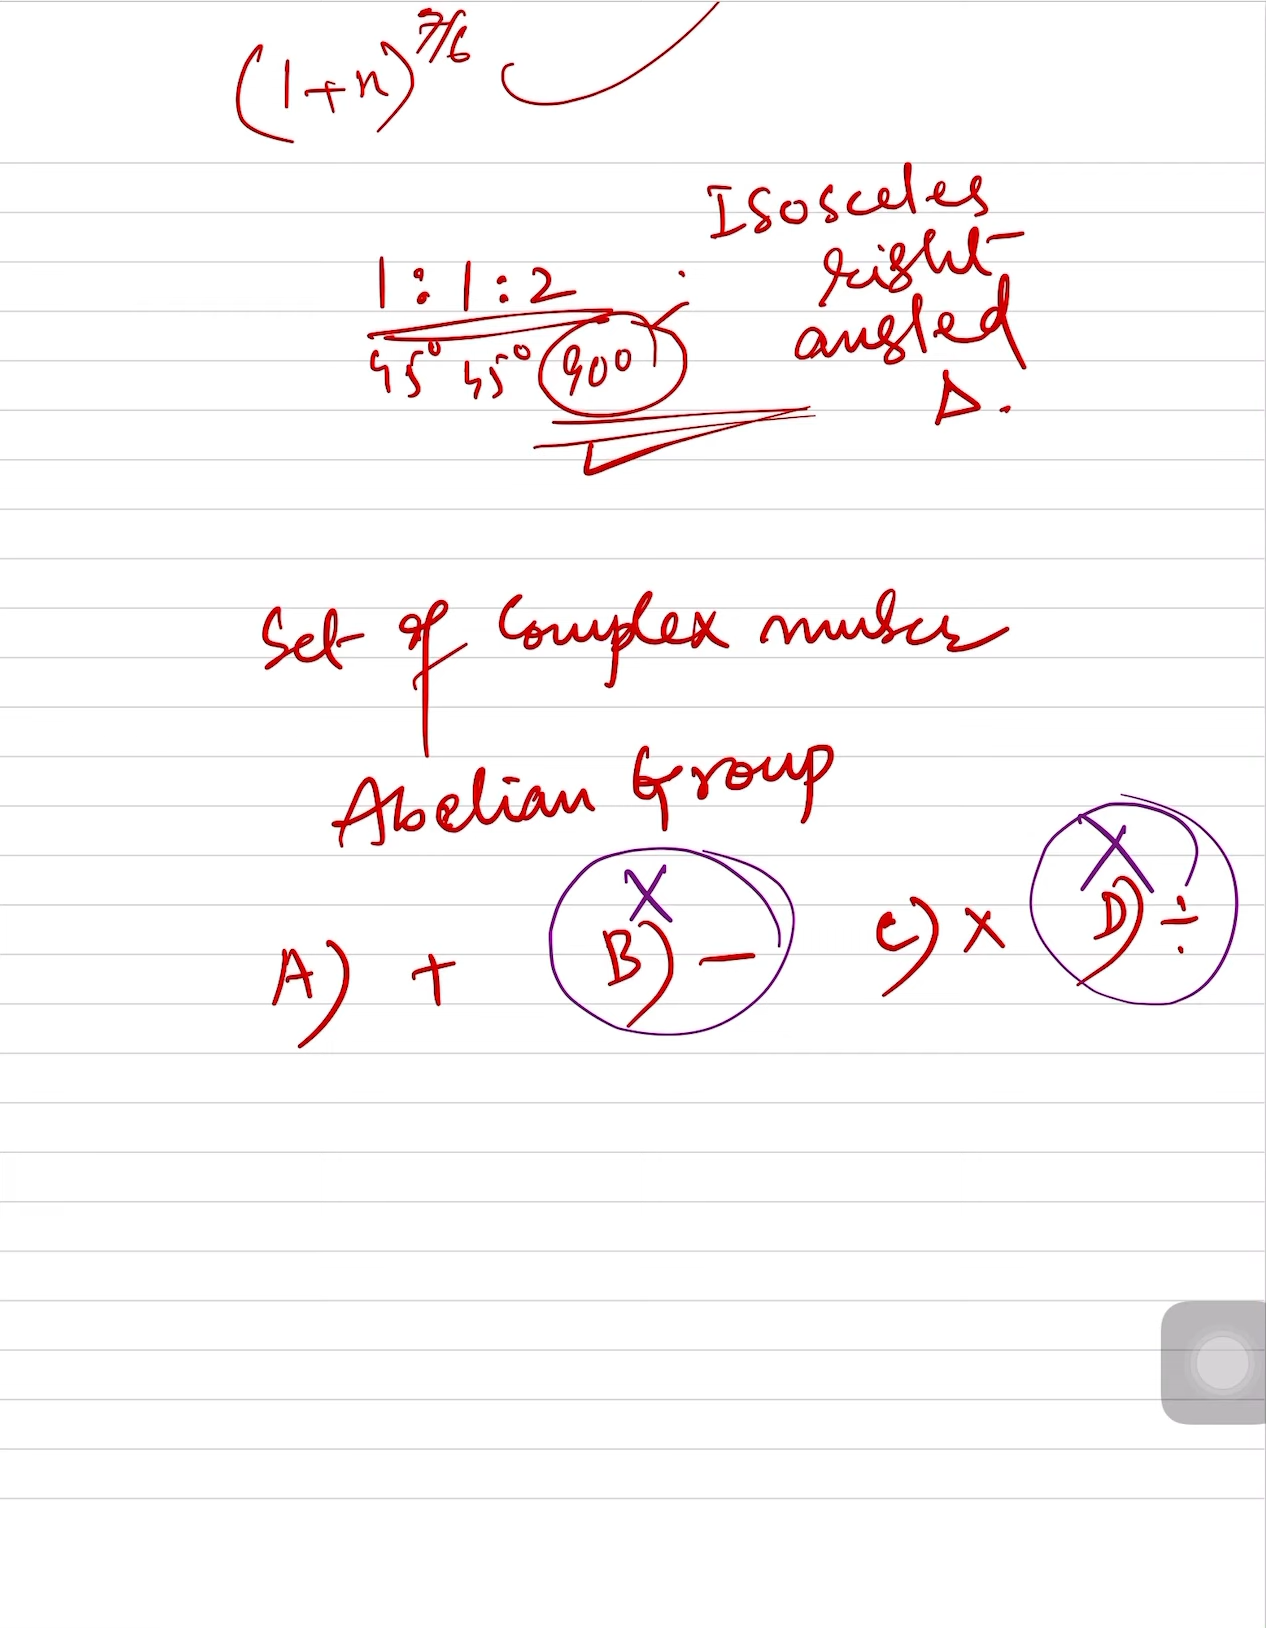 (1+n)^7/6
Isosceles
right
angled
Δ.
1 : 1 : 2
45° 45° 90°
Set of Complex number
Abelian Group
A) + B) − C) × D) ÷
X X